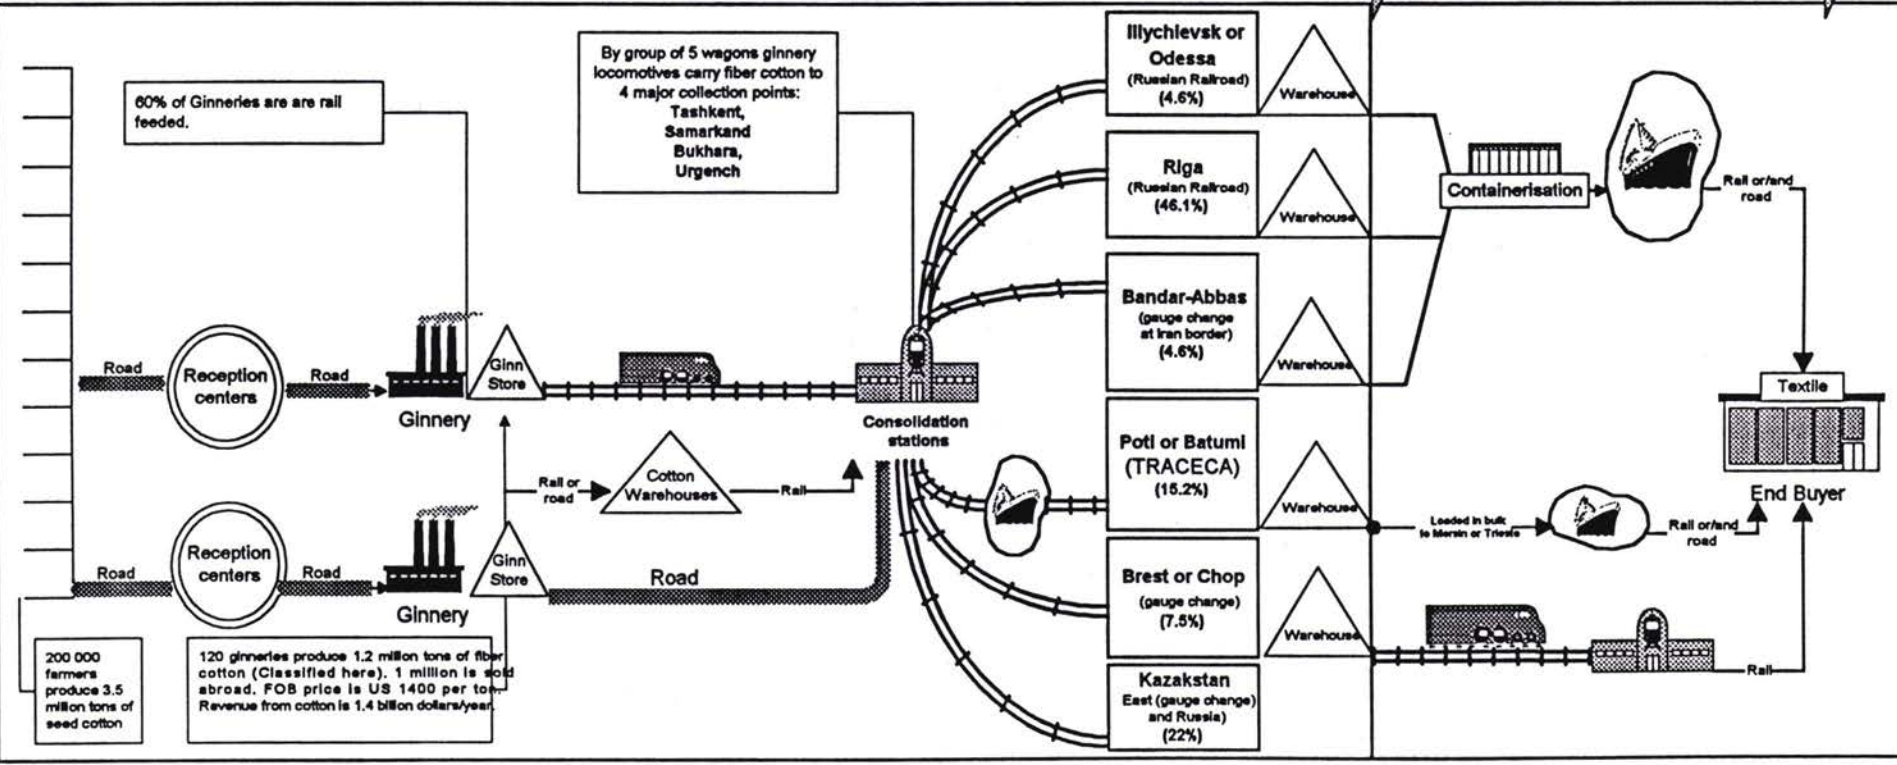 60% of Ginneries are are rail
feeded.
By group of 5 wagons ginnery
locomotives carry fiber cotton to
4 major collection points:
Tashkent,
Samarkand
Bukhara,
Urgench
Illychievsk or
Odessa
(Russian Railroad)
(4.6%)
Warehouse
Riga
(Russian Railroad)
(46.1%)
Warehouse
Bandar-Abbas
(gauge change
at Iran border)
(4.6%)
Warehouse
Containerisation
Rail or/and
road
Road
Reception
centers
Road
Ginnery
Ginn
Store
Consolidation
stations
Textile
End Buyer
Rail or
road
Cotton
Warehouses
Rail
Poti or Batumi
(TRACECA)
(15.2%)
Warehouse
Loaded in bulk
to Mersin or Trieste
Rail or/and
road
Road
Reception
centers
Road
Ginnery
Ginn
Store
Road
Brest or Chop
(gauge change)
(7.5%)
Warehouse
Rail
Kazakstan
East (gauge change)
and Russia)
(22%)
200 000
farmers
produce 3.5
million tons of
seed cotton
120 ginneries produce 1.2 million tons of fiber
cotton (Classified here). 1 million is sold
abroad. FOB price is US 1400 per ton.
Revenue from cotton is 1.4 billion dollars/year.